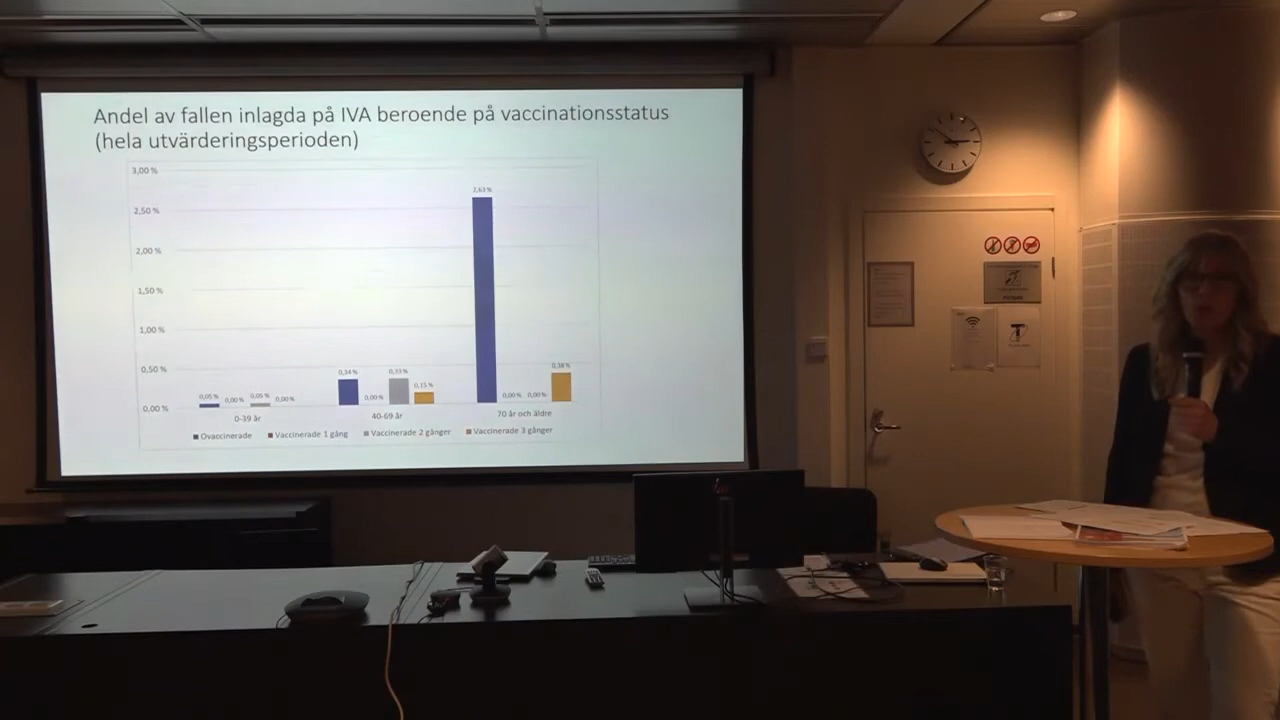 Andel av fallen inlagda på IVA beroende på vaccinationsstatus
(hela utvärderingsperioden)
3,00 %
2,50 %
2,00 %
1,50 %
1,00 %
0,50 %
0,00 %
0,05 %
0,00 %
0,05 %
0,00 %
0,34 %
0,00 %
0,33 %
0,15 %
2,63 %
0,00 %
0,00 %
0,38 %
0-39 år
40-69 år
70 år och äldre
Ovaccinerade
Vaccinerade 1 gång
Vaccinerade 2 gånger
Vaccinerade 3 gånger